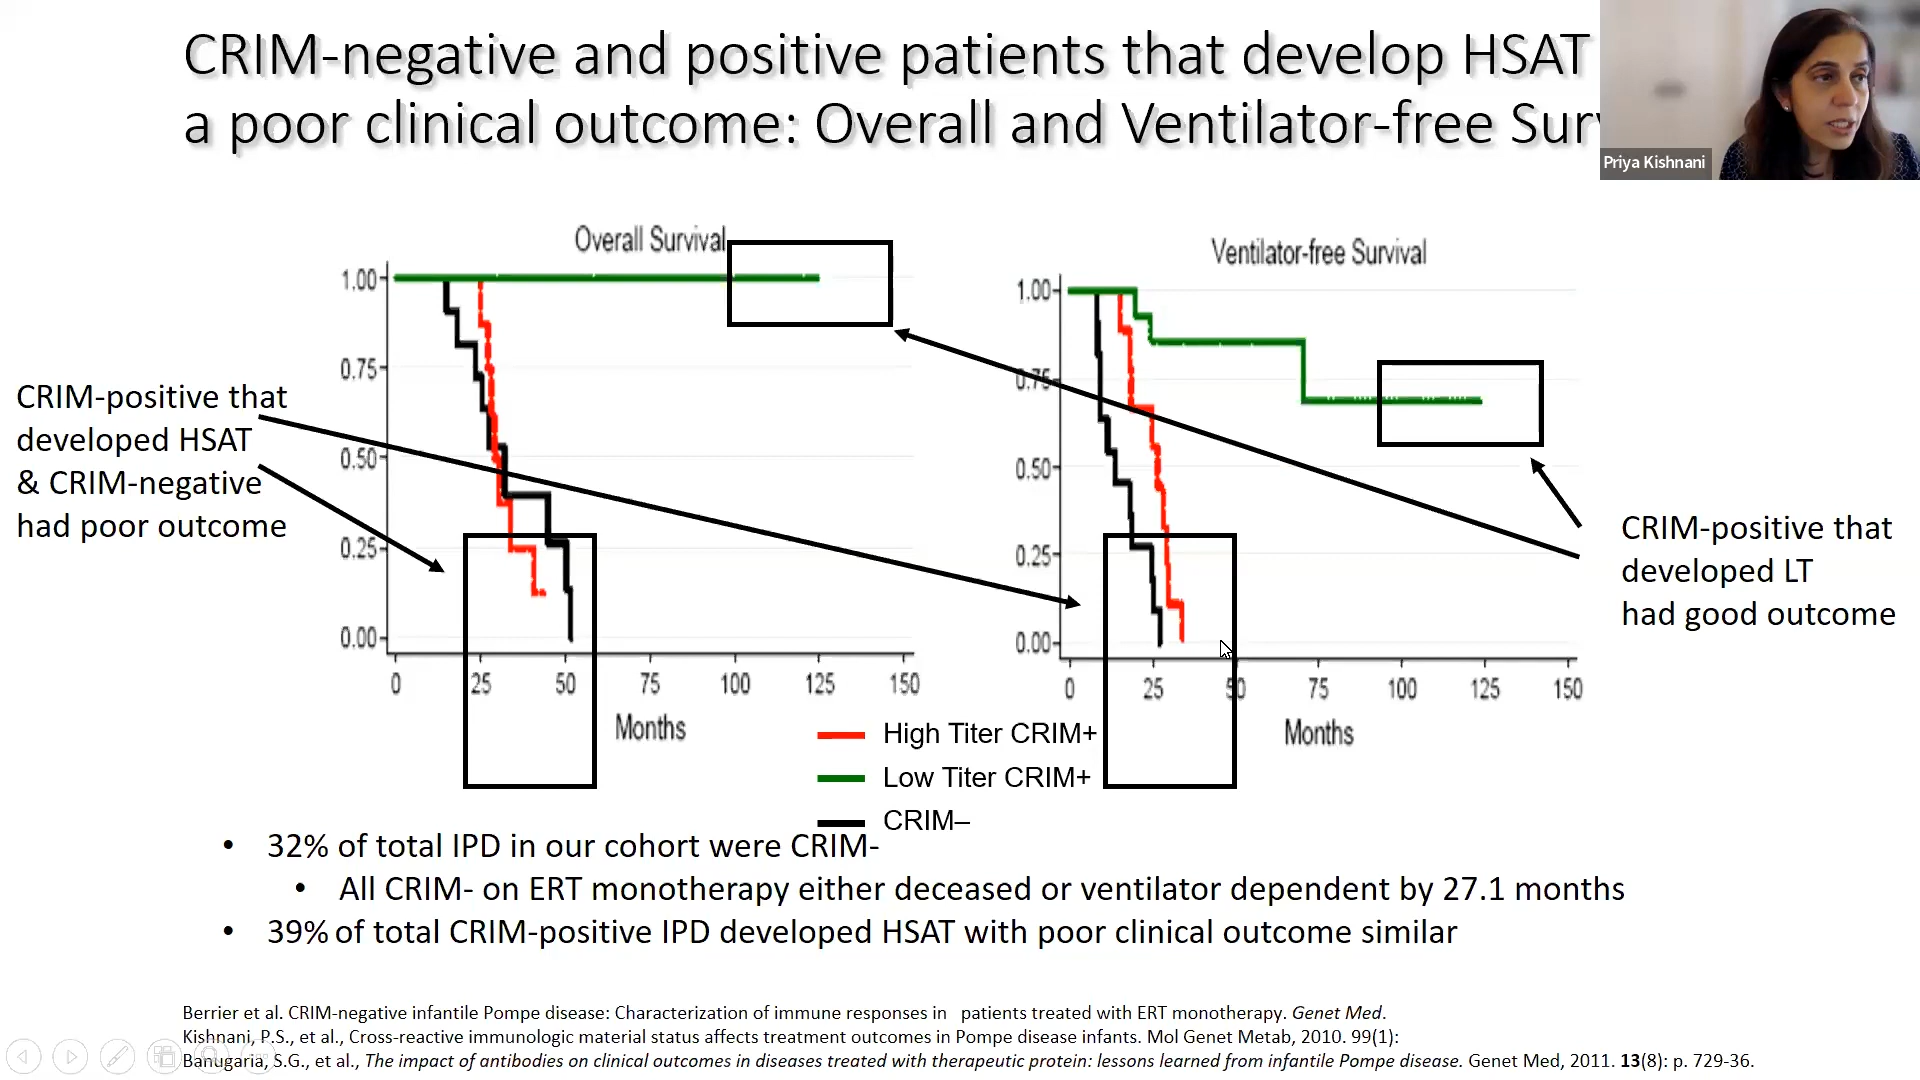 CRIM-negative and positive patients that develop HSAT
a poor clinical outcome: Overall and Ventilator-free
Priya Kishnani
Overall Survival
1.00
0.75
0.50
0.25
0.00
0 25 50 75 100 125 150
Months
Ventilator-free Survival
1.00
0.75
0.50
0.25
0.00
0 25 50 75 100 125 150
Months
CRIM-positive that
developed HSAT
& CRIM-negative
had poor outcome
CRIM-positive that
developed LT
had good outcome
High Titer CRIM+
Low Titer CRIM+
CRIM–
• 32% of total IPD in our cohort were CRIM-
• All CRIM- on ERT monotherapy either deceased or ventilator dependent by 27.1 months
• 39% of total CRIM-positive IPD developed HSAT with poor clinical outcome similar
Berrier et al. CRIM-negative infantile Pompe disease: Characterization of immune responses in patients treated with ERT monotherapy. Genet Med.
Kishnani, P.S., et al., Cross-reactive immunologic material status affects treatment outcomes in Pompe disease infants. Mol Genet Metab, 2010. 99(1):
Banugaria, S.G., et al., The impact of antibodies on clinical outcomes in diseases treated with therapeutic protein: lessons learned from infantile Pompe disease. Genet Med, 2011. 13(8): p. 729-36.